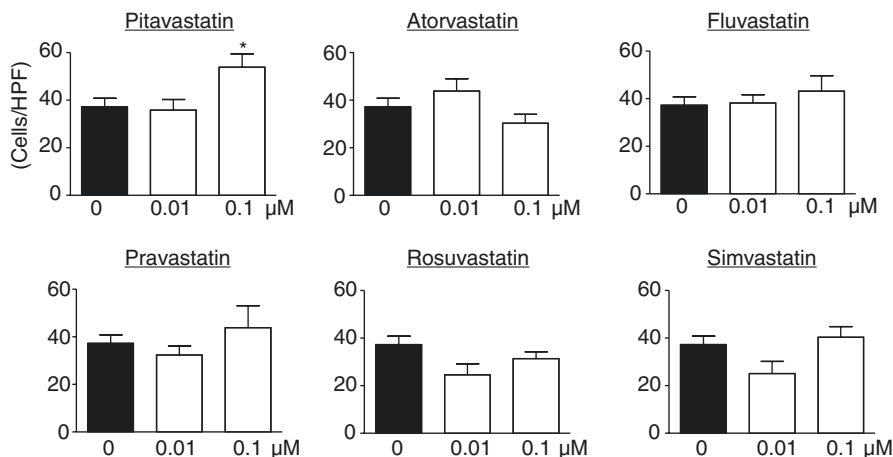 Pitavastatin
Atorvastatin
Fluvastatin
(Cells/HPF)
60
*
40
20
0
0 0.01 0.1 μM
60
40
20
0
0 0.01 0.1 μM
60
40
20
0
0 0.01 0.1 μM
Pravastatin
Rosuvastatin
Simvastatin
60
40
20
0
0 0.01 0.1 μM
60
40
20
0
0 0.01 0.1 μM
60
40
20
0
0 0.01 0.1 μM